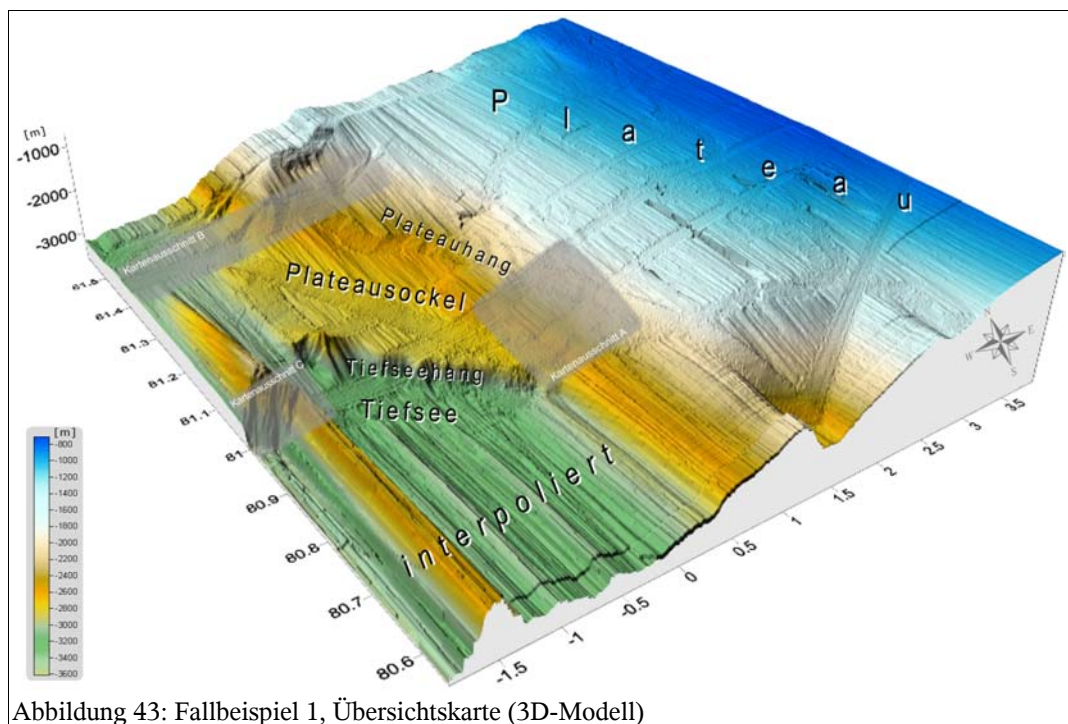 Plateau
[m]
-1000
-2000
-3000
Plateauhang
Kartenausschnitt B
Plateausockel
N
E
W
S
Kartenausschnitt A
Tiefseehang
Kartenausschnitt C
Tiefsee
interpoliert
81.5
81.4
81.3
81.2
81.1
81
80.9
80.8
80.7
80.6
-1.5
-1
-0.5
0
0.5
1
1.5
2
2.5
3
3.5
[m]
-800
-1000
-1200
-1400
-1600
-1800
-2000
-2200
-2400
-2600
-2800
-3000
-3200
-3400
-3600
Abbildung 43: Fallbeispiel 1, Übersichtskarte (3D-Modell)